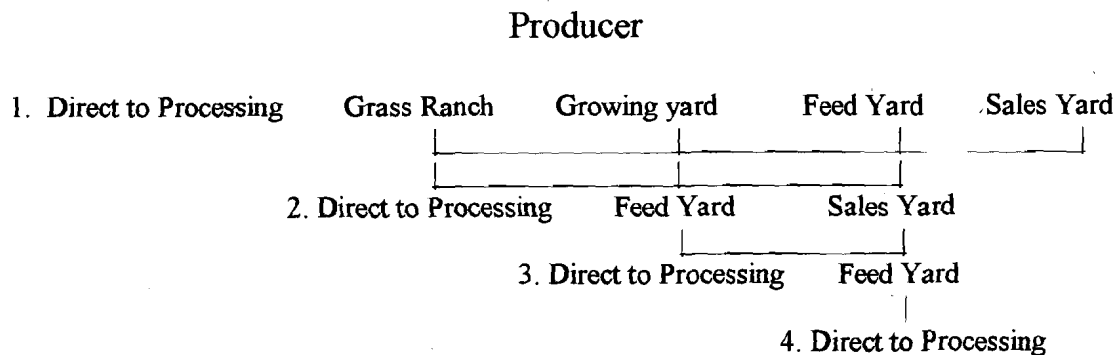 Producer
1. Direct to Processing Grass Ranch Growing yard Feed Yard Sales Yard
2. Direct to Processing Feed Yard Sales Yard
3. Direct to Processing Feed Yard
4. Direct to Processing